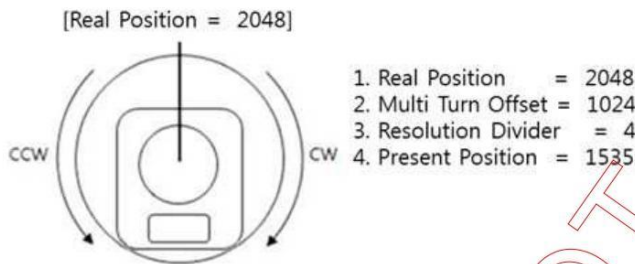 [Real Position = 2048]
1. Real Position = 2048
2. Multi Turn Offset = 1024
3. Resolution Divider = 4
CCW
CW
4. Present Position = 1535